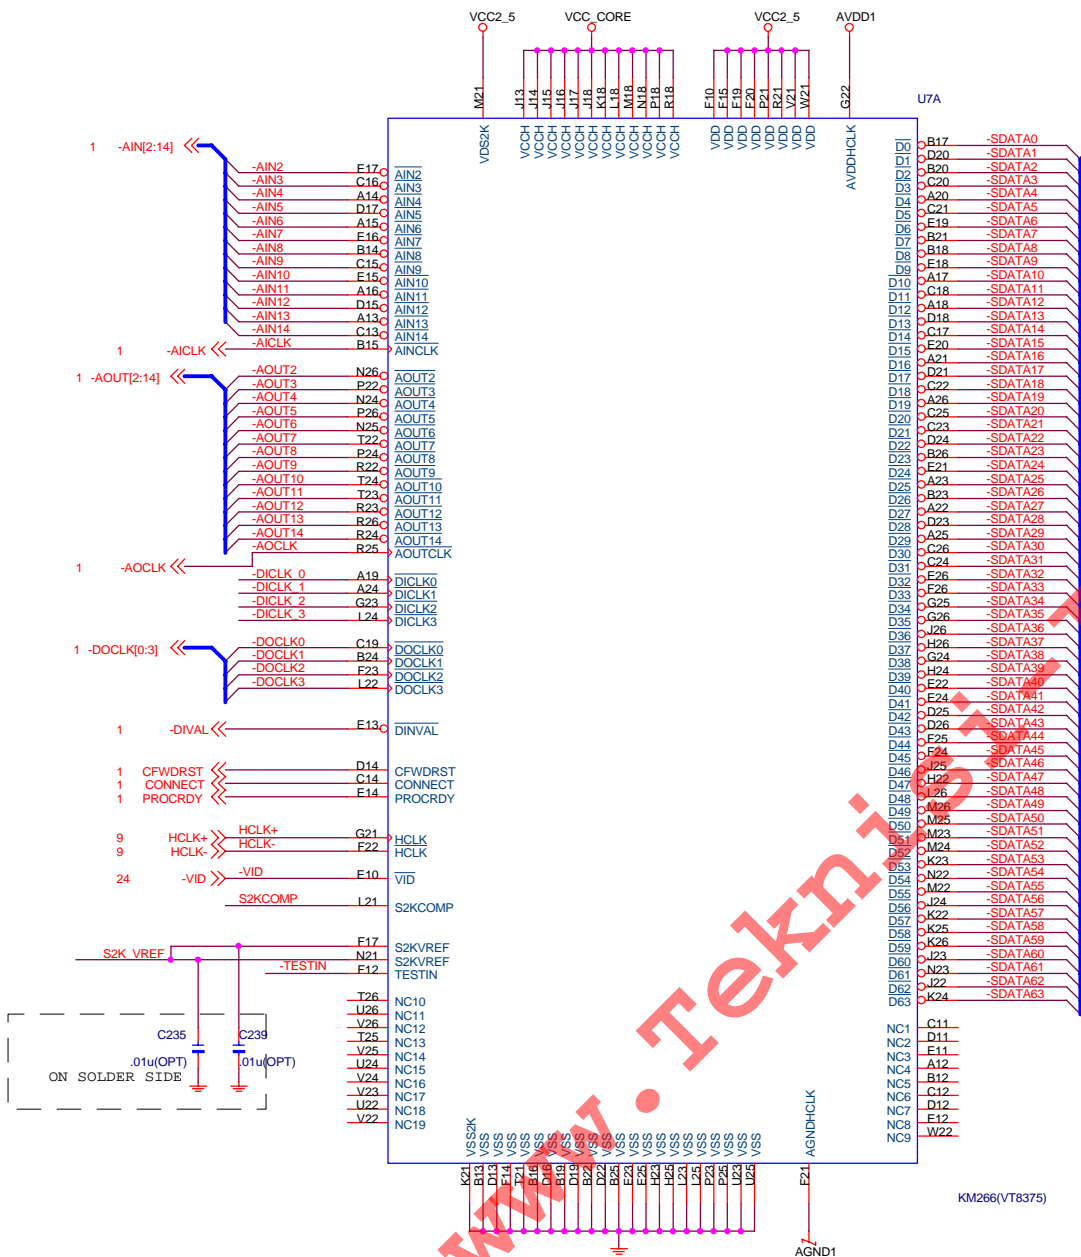 VCC2_5 VCC_CORE VCC2_5 AVDD1
M21 J13 J14 J15 J16 J17 J18 K18 L18 M18 N18 P18 R18 F10 F15 F19 F20 P21 R21 V21 W21 G22
U7A
VDS2K VCCH VCCH VCCH VCCH VCCH VCCH VCCH VCCH VCCH VCCH VCCH VCCH VDD VDD VDD VDD VDD VDD VDD VDD AVDDHCLK
1 -AIN[2:14]
-AIN2 E17 AIN2
-AIN3 C16 AIN3
-AIN4 A14 AIN4
-AIN5 D17 AIN5
-AIN6 A15 AIN6
-AIN7 E16 AIN7
-AIN8 B14 AIN8
-AIN9 C15 AIN9
-AIN10 E15 AIN10
-AIN11 A16 AIN11
-AIN12 D15 AIN12
-AIN13 A13 AIN13
-AIN14 C13 AIN14
1 -AICLK -AICLK B15 AINCLK
1 -AOUT[2:14]
-AOUT2 N26 AOUT2
-AOUT3 P22 AOUT3
-AOUT4 N24 AOUT4
-AOUT5 P26 AOUT5
-AOUT6 N25 AOUT6
-AOUT7 T22 AOUT7
-AOUT8 P24 AOUT8
-AOUT9 R22 AOUT9
-AOUT10 T24 AOUT10
-AOUT11 T23 AOUT11
-AOUT12 R23 AOUT12
-AOUT13 R26 AOUT13
-AOUT14 R24 AOUT14
1 -AOCLK -AOCLK R25 AOUTCLK
-DICLK_0 A19 DICLK0
-DICLK_1 A24 DICLK1
-DICLK_2 G23 DICLK2
-DICLK_3 L24 DICLK3
1 -DOCLK[0:3]
-DOCLK0 C19 DOCLK0
-DOCLK1 B24 DOCLK1
-DOCLK2 F23 DOCLK2
-DOCLK3 L22 DOCLK3
1 -DIVAL E13 DINVAL
1 CFWDRST D14 CFWDRST
1 CONNECT C14 CONNECT
1 PROCRDY E14 PROCRDY
9 HCLK+ HCLK+ G21 HCLK
9 HCLK- HCLK- F22 HCLK
24 -VID -VID E10 VID
S2KCOMP L21 S2KCOMP
F17 S2KVREF
S2K_VREF N21 S2KVREF
-TESTIN F12 TESTIN
T26 NC10
U26 NC11
V26 NC12
T25 NC13
V25 NC14
U24 NC15
V24 NC16
V23 NC17
U22 NC18
V22 NC19
C235 C239
.01u(OPT) .01u(OPT)
ON SOLDER SIDE
D0 B17 -SDATA0
D1 D20 -SDATA1
D2 B20 -SDATA2
D3 C20 -SDATA3
D4 A20 -SDATA4
D5 C21 -SDATA5
D6 E19 -SDATA6
D7 B21 -SDATA7
D8 B18 -SDATA8
D9 E18 -SDATA9
D10 A17 -SDATA10
D11 C18 -SDATA11
D12 A18 -SDATA12
D13 D18 -SDATA13
D14 C17 -SDATA14
D15 E20 -SDATA15
D16 A21 -SDATA16
D17 D21 -SDATA17
D18 C22 -SDATA18
D19 A26 -SDATA19
D20 C25 -SDATA20
D21 C23 -SDATA21
D22 D24 -SDATA22
D23 B26 -SDATA23
D24 E21 -SDATA24
D25 A23 -SDATA25
D26 B23 -SDATA26
D27 A22 -SDATA27
D28 D23 -SDATA28
D29 A25 -SDATA29
D30 C26 -SDATA30
D31 C24 -SDATA31
D32 E26 -SDATA32
D33 F26 -SDATA33
D34 G25 -SDATA34
D35 G26 -SDATA35
D36 J26 -SDATA36
D37 H26 -SDATA37
D38 G24 -SDATA38
D39 H24 -SDATA39
D40 E22 -SDATA40
D41 E24 -SDATA41
D42 D25 -SDATA42
D43 D26 -SDATA43
D44 F25 -SDATA44
D45 F24 -SDATA45
D46 J25 -SDATA46
D47 H22 -SDATA47
D48 L26 -SDATA48
D49 M26 -SDATA49
D50 M25 -SDATA50
D51 M23 -SDATA51
D52 M24 -SDATA52
D53 K23 -SDATA53
D54 N22 -SDATA54
D55 M22 -SDATA55
D56 J24 -SDATA56
D57 K22 -SDATA57
D58 K25 -SDATA58
D59 K26 -SDATA59
D60 J23 -SDATA60
D61 N23 -SDATA61
D62 J22 -SDATA62
D63 K24 -SDATA63
NC1 C11
NC2 D11
NC3 E11
NC4 A12
NC5 B12
NC6 C12
NC7 D12
NC8 E12
NC9 W22
VSS2K VSS VSS VSS VSS VSS VSS VSS VSS VSS VSS VSS VSS VSS VSS VSS VSS VSS VSS VSS VSS VSS AGNDHCLK
K21 B13 D13 F14 T21 B16 D16 B19 D19 B22 D22 B25 E23 E25 H23 H25 L23 L25 P23 P25 U23 U25 F21
KM266(VT8375)
AGND1
www.Teknisi-